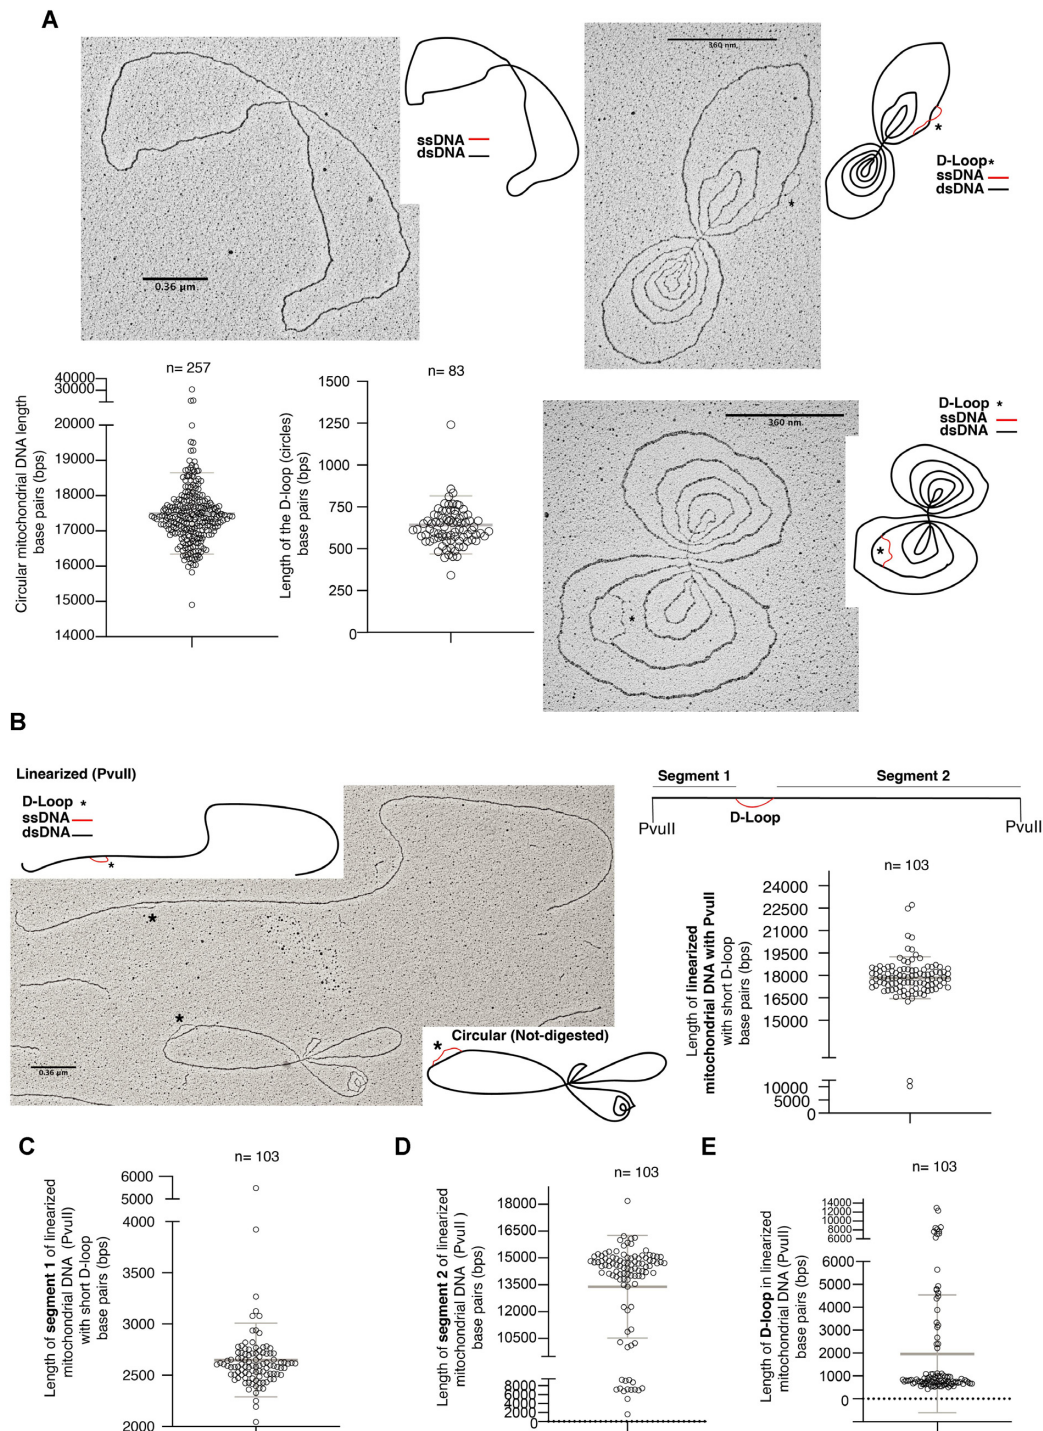 A
360 nm.
ssDNA
dsDNA
D-Loop*
ssDNA
dsDNA
*
*
0.36 µm
n= 257
n= 83
Circular mitochondrial DNA length
base pairs (bps)
40000
30000
20000
19000
18000
17000
16000
15000
14000
Length of the D-loop (circles)
base pairs (bps)
1500
1250
1000
750
500
250
0
360 nm.
D-Loop *
ssDNA
dsDNA
*
*
B
Linearized (PvuII)
D-Loop *
ssDNA
dsDNA
*
*
*
0.36 µm
Circular (Not-digested)
*
Segment 1
Segment 2
D-Loop
PvuII
PvuII
n= 103
Length of linearized
mitochondrial DNA with PvuII
with short D-loop
base pairs (bps)
24000
22500
21000
19500
18000
16500
15000
10000
5000
0
C
n= 103
Length of segment 1 of linearized
mitochondrial DNA (PvuII)
with short D-loop
base pairs (bps)
6000
5000
4000
3500
3000
2500
2000
D
n= 103
Length of segment 2 of linearized
mitochondrial DNA (PvuII )
base pairs (bps)
18000
16500
15000
13500
12000
10500
8000
6000
4000
2000
0
E
n= 103
Length of D-loop in linearized
mitochondrial DNA (PvuII)
base pairs (bps)
14000
12000
10000
8000
6000
6000
5000
4000
3000
2000
1000
0